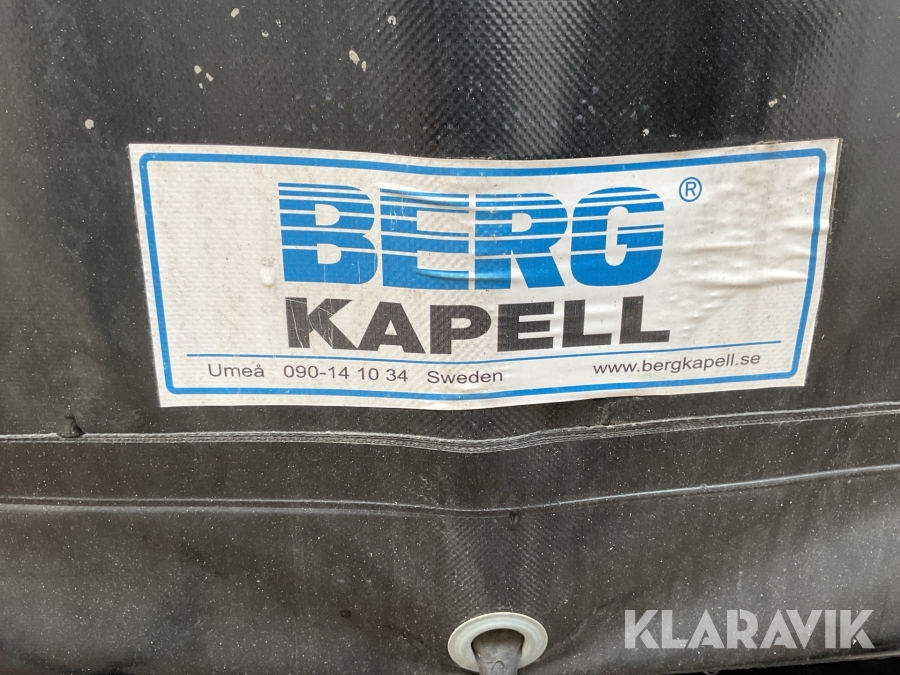 BERG®
KAPELL
Umeå 090-14 10 34 Sweden www.bergkapell.se
KLARAVIK